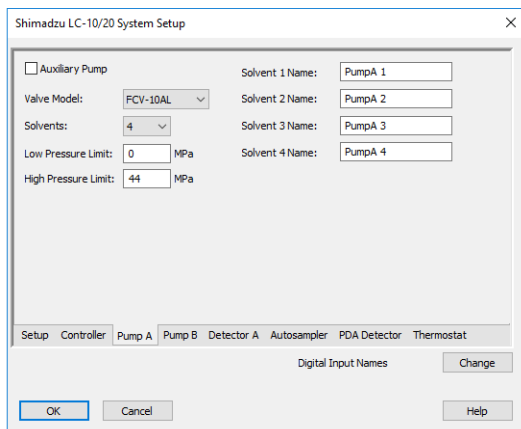 Shimadzu LC-10/20 System Setup
Auxiliary Pump
Solvent 1 Name: PumpA 1
Valve Model: FCV-10AL
Solvent 2 Name: PumpA 2
Solvents: 4
Solvent 3 Name: PumpA 3
Low Pressure Limit: 0 MPa
Solvent 4 Name: PumpA 4
High Pressure Limit: 44 MPa
Setup Controller Pump A Pump B Detector A Autosampler PDA Detector Thermostat
Digital Input Names Change
OK Cancel Help